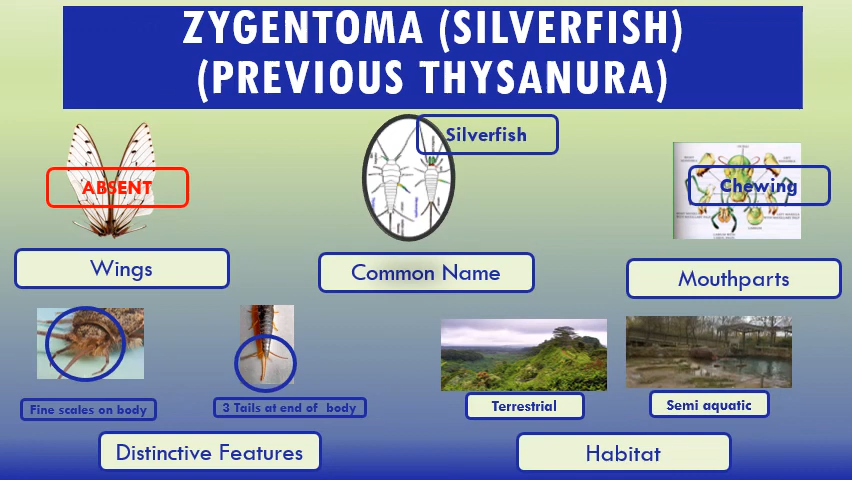 ZYGENTOMA (SILVERFISH)
(PREVIOUS THYSANURA)
Silverfish
ABSENT
Chewing
Wings
Common Name
Mouthparts
Fine scales on body
3 Tails at end of body
Terrestrial
Semi aquatic
Distinctive Features
Habitat